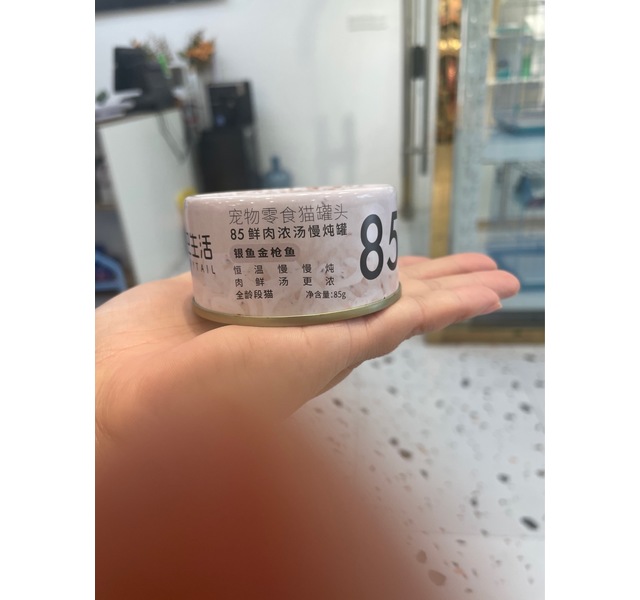 宠物零食猫罐头
85鲜肉浓汤慢炖罐
银鱼金枪鱼
恒温慢慢炖
肉鲜汤更浓
全龄段猫 净含量:85g
生活
TAIL
85